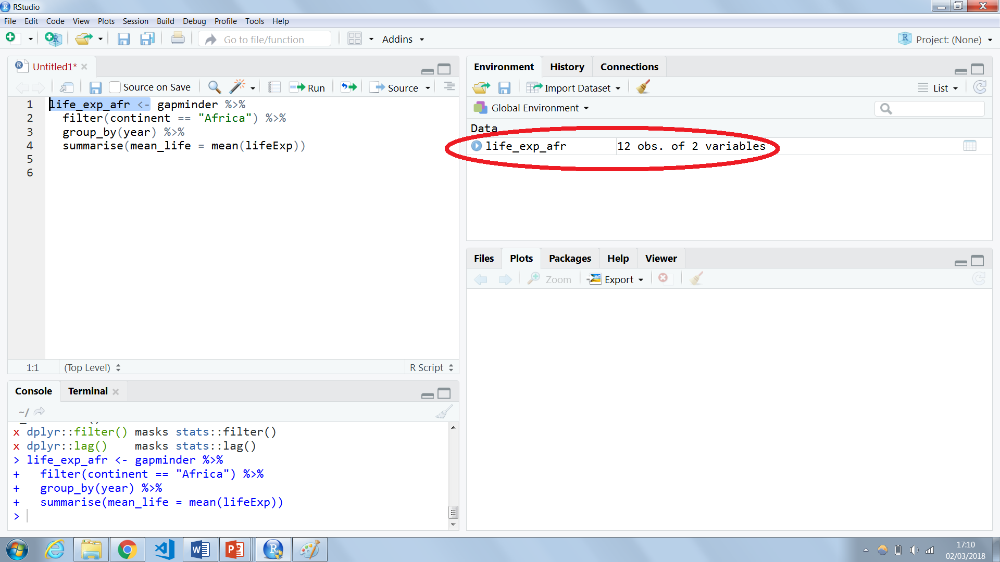 RStudio
File Edit Code View Plots Session Build Debug Profile Tools Help
Go to file/function Addins Project: (None)
Untitled1*
Source on Save Run Source
1 life_exp_afr <- gapminder %>%
2 filter(continent == "Africa") %>%
3 group_by(year) %>%
4 summarise(mean_life = mean(lifeExp))
5
6
1:1 (Top Level) R Script
Console Terminal
~/
x dplyr::filter() masks stats::filter()
x dplyr::lag() masks stats::lag()
> life_exp_afr <- gapminder %>%
+ filter(continent == "Africa") %>%
+ group_by(year) %>%
+ summarise(mean_life = mean(lifeExp))
>
Environment History Connections
Import Dataset List
Global Environment
Data
life_exp_afr 12 obs. of 2 variables
Files Plots Packages Help Viewer
Zoom Export
17:10
02/03/2018